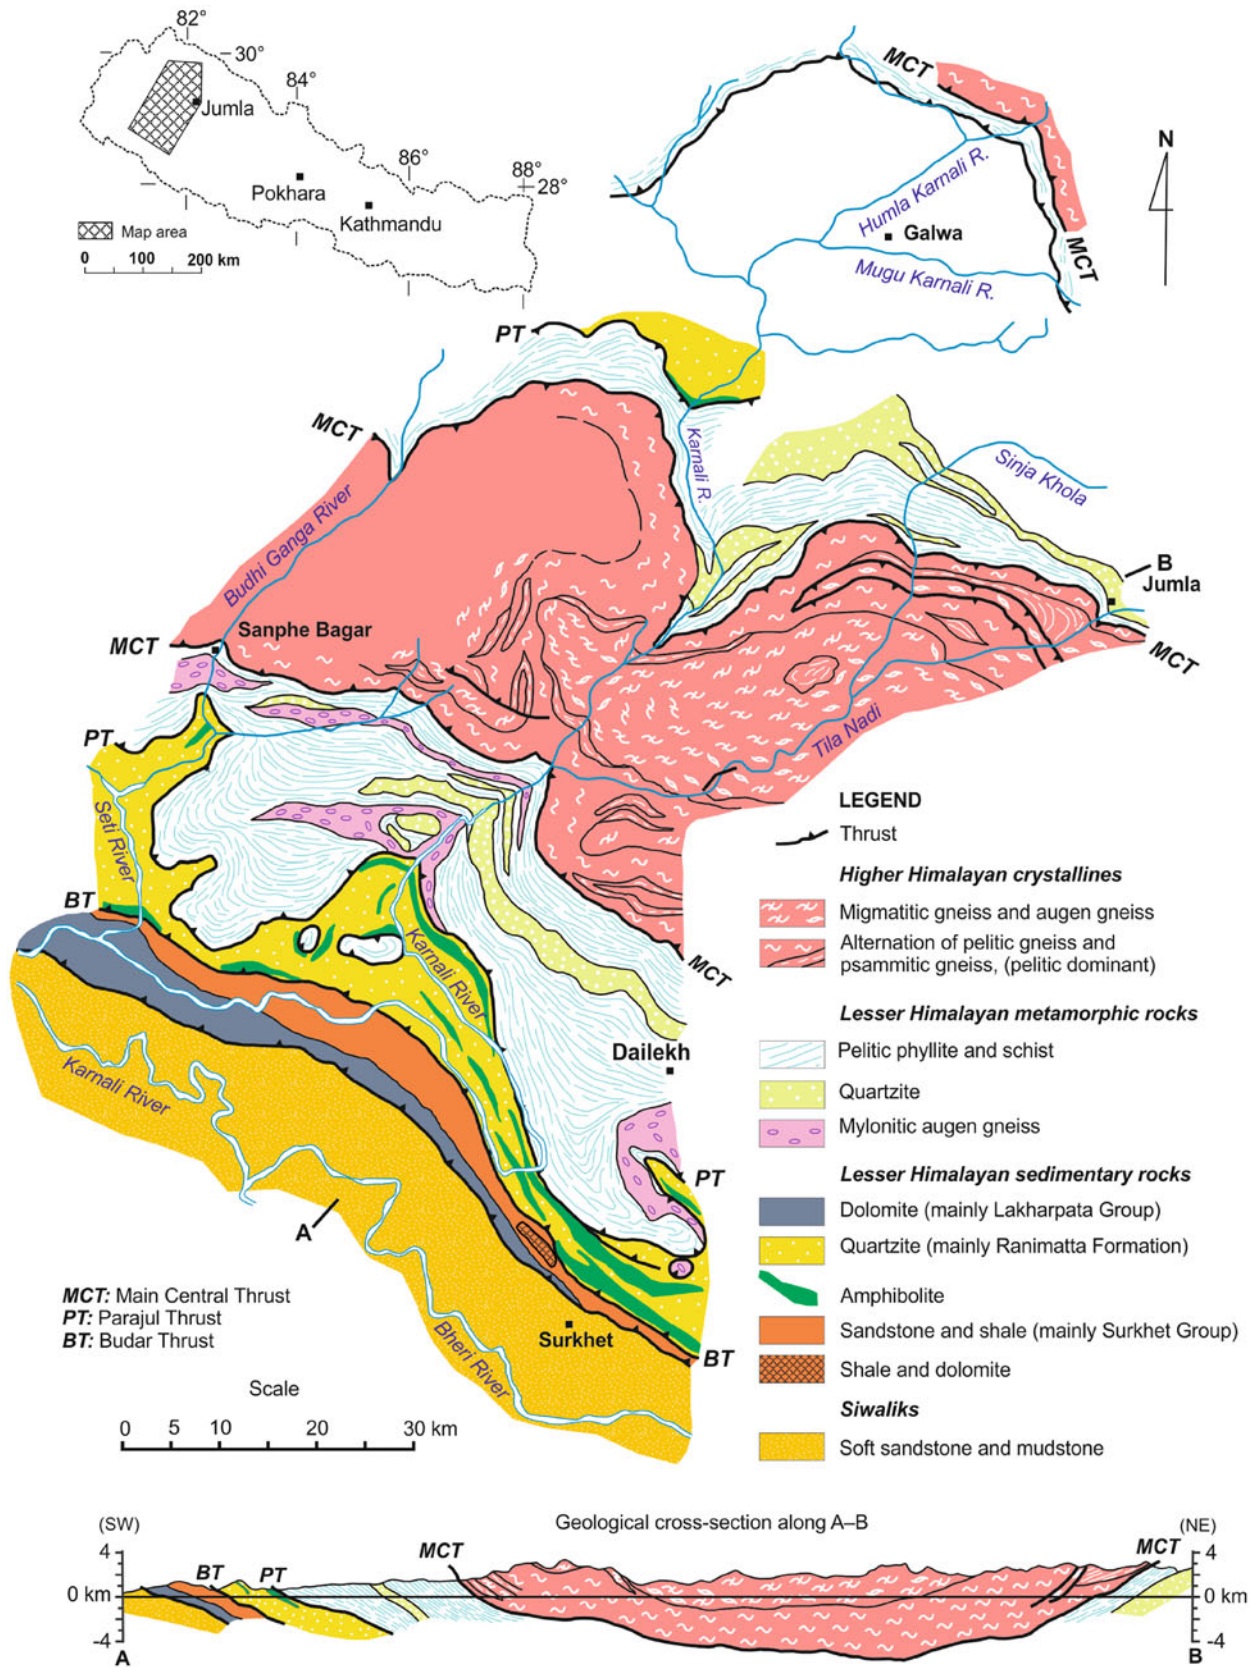 82°
30°
84°
Jumla
86°
88°
28°
Pokhara
Kathmandu
Map area
0 100 200 km
MCT
N
Humla Karnali R.
Galwa
MCT
Mugu Karnali R.
PT
MCT
Karnali R.
Sinja Khola
Budhi Ganga River
B
Jumla
Sanphe Bagar
MCT
MCT
PT
Tila Nadi
Seti River
BT
Karnali River
MCT
Dailekh
Karnali River
PT
A
Surkhet
BT
Bheri River
LEGEND
Thrust
Higher Himalayan crystallines
Migmatitic gneiss and augen gneiss
Alternation of pelitic gneiss and
psammitic gneiss, (pelitic dominant)
Lesser Himalayan metamorphic rocks
Pelitic phyllite and schist
Quartzite
Mylonitic augen gneiss
Lesser Himalayan sedimentary rocks
Dolomite (mainly Lakharpata Group)
Quartzite (mainly Ranimatta Formation)
Amphibolite
Sandstone and shale (mainly Surkhet Group)
Shale and dolomite
Siwaliks
Soft sandstone and mudstone
MCT: Main Central Thrust
PT: Parajul Thrust
BT: Budar Thrust
Scale
0 5 10 20 30 km
(SW)
Geological cross-section along A–B
(NE)
4
BT
PT
MCT
MCT
4
0 km
0 km
-4
-4
A
B